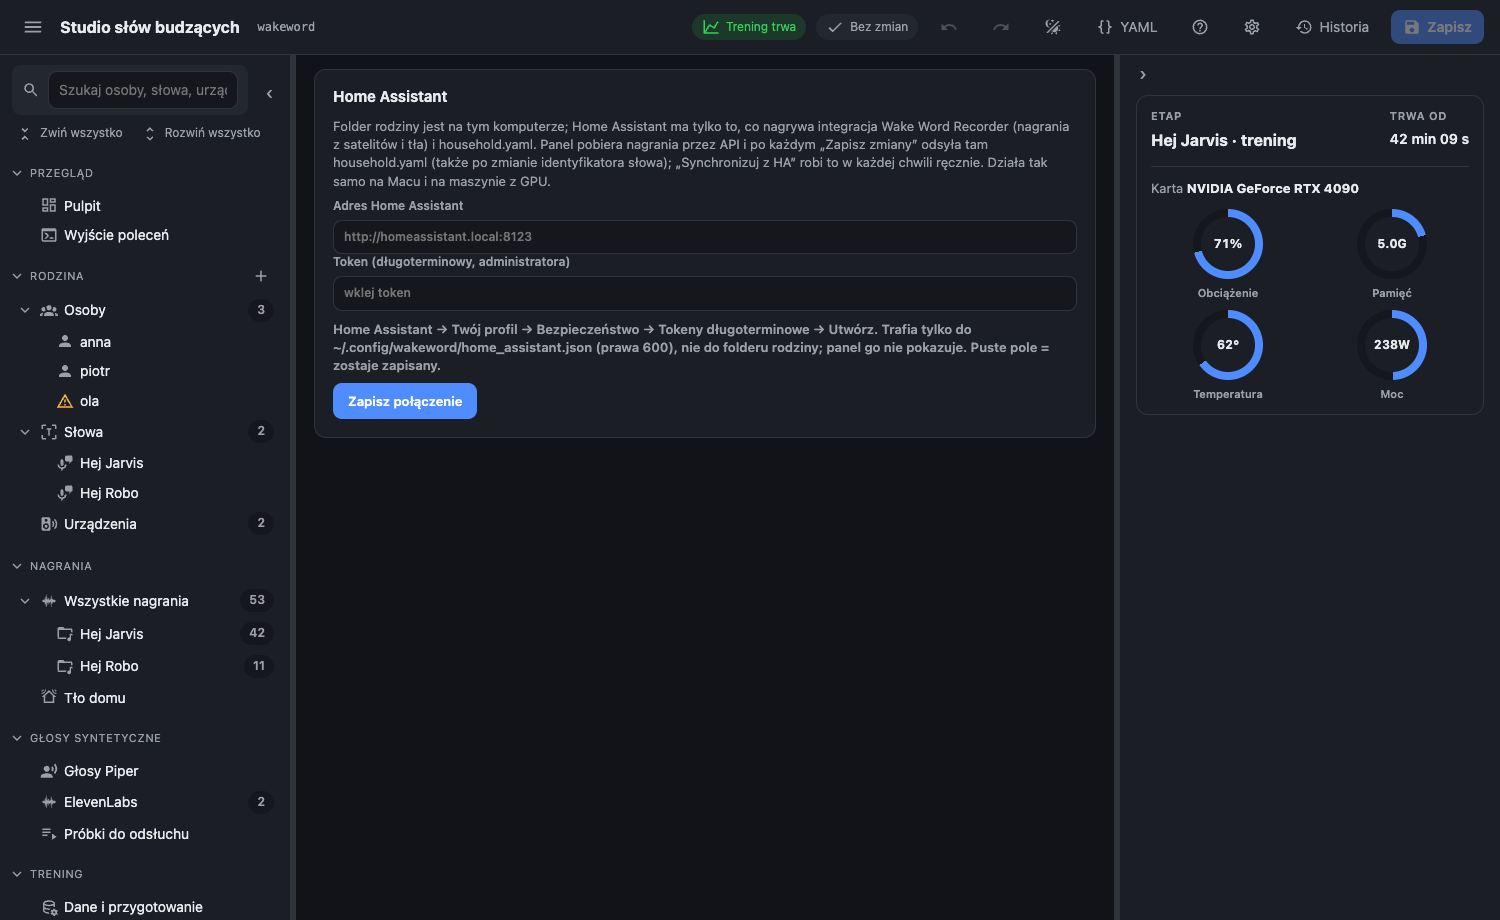 Studio słów budzących
wakeword
Trening trwa
Bez zmian
YAML
Historia
Zapisz
Szukaj osoby, słowa, urząd
Zwiń wszystko
Rozwiń wszystko
PRZEGLĄD
Pulpit
Wyjście poleceń
RODZINA
Osoby
3
anna
piotr
ola
Słowa
2
Hej Jarvis
Hej Robo
Urządzenia
2
NAGRANIA
Wszystkie nagrania
53
Hej Jarvis
42
Hej Robo
11
Tło domu
GŁOSY SYNTETYCZNE
Głosy Piper
ElevenLabs
2
Próbki do odsłuchu
TRENING
Dane i przygotowanie
Home Assistant
Folder rodziny jest na tym komputerze; Home Assistant ma tylko to, co nagrywa integracja Wake Word Recorder (nagrania
z satelitów i tła) i household.yaml. Panel pobiera nagrania przez API i po każdym „Zapisz zmiany” odsyła tam
household.yaml (także po zmianie identyfikatora słowa); „Synchronizuj z HA” robi to w każdej chwili ręcznie. Działa tak
samo na Macu i na maszynie z GPU.
Adres Home Assistant
http://homeassistant.local:8123
Token (długoterminowy, administratora)
wklej token
Home Assistant → Twój profil → Bezpieczeństwo → Tokeny długoterminowe → Utwórz. Trafia tylko do
~/.config/wakeword/home_assistant.json (prawa 600), nie do folderu rodziny; panel go nie pokazuje. Puste pole =
zostaje zapisany.
Zapisz połączenie
ETAP
Hej Jarvis · trening
TRWA OD
42 min 09 s
Karta NVIDIA GeForce RTX 4090
71%
Obciążenie
5.0G
Pamięć
62°
Temperatura
238W
Moc